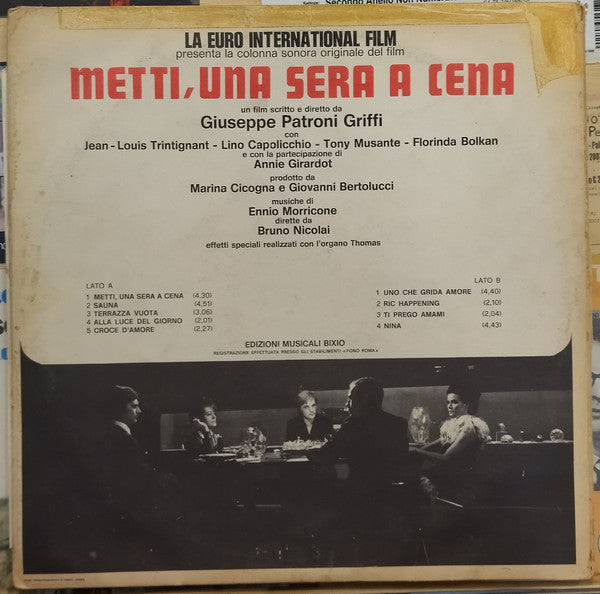 LA EURO INTERNATIONAL FILM
presenta la colonna sonora originale del film
METTI, UNA SERA A CENA
un film scritto e diretto da
Giuseppe Patroni Griffi
con
Jean-Louis Trintignant - Lino Capolicchio - Tony Musante - Florinda Bolkan
e con la partecipazione di
Annie Girardot
prodotto da
Marina Cicogna e Giovanni Bertolucci
musiche di
Ennio Morricone
dirette da
Bruno Nicolai
effetti speciali realizzati con l'organo Thomas
LATO A
1 METTI, UNA SERA A CENA (4,30)
2 SAUNA (4,51)
3 TERRAZZA VUOTA (3,06)
4 ALLA LUCE DEL GIORNO (2,01)
5 CROCE D'AMORE (2,27)
LATO B
1 UNO CHE GRIDA AMORE (4,40)
2 RIC HAPPENING (2,10)
3 TI PREGO AMAMI (2,04)
4 NINA (4,43)
EDIZIONI MUSICALI BIXIO
REGISTRAZIONE EFFETTUATA PRESSO GLI STABILIMENTI «FONO ROMA»